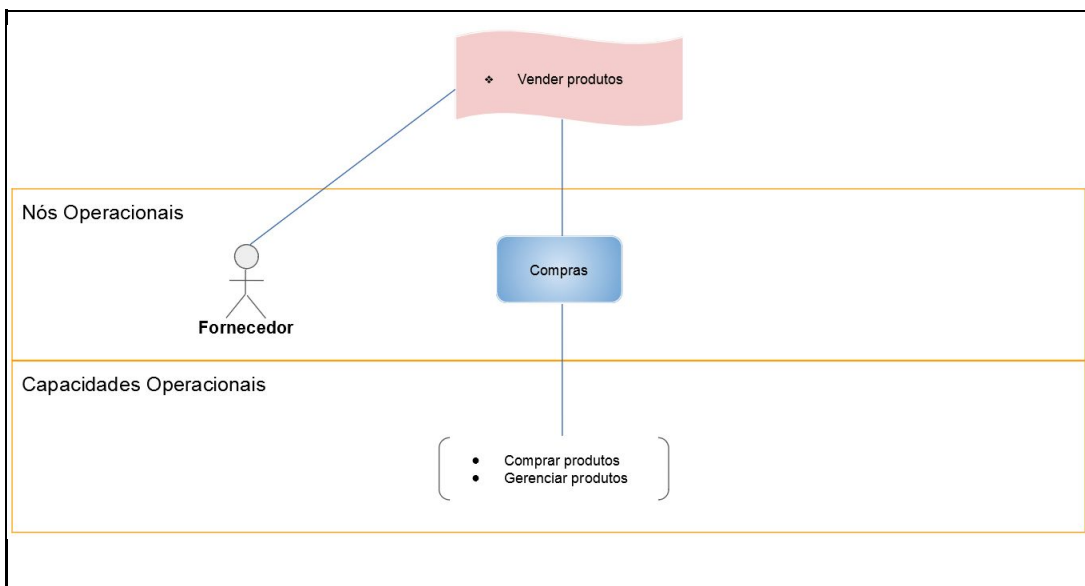 ❖ Vender produtos
Nós Operacionais
Compras
Fornecedor
Capacidades Operacionais
● Comprar produtos
● Gerenciar produtos